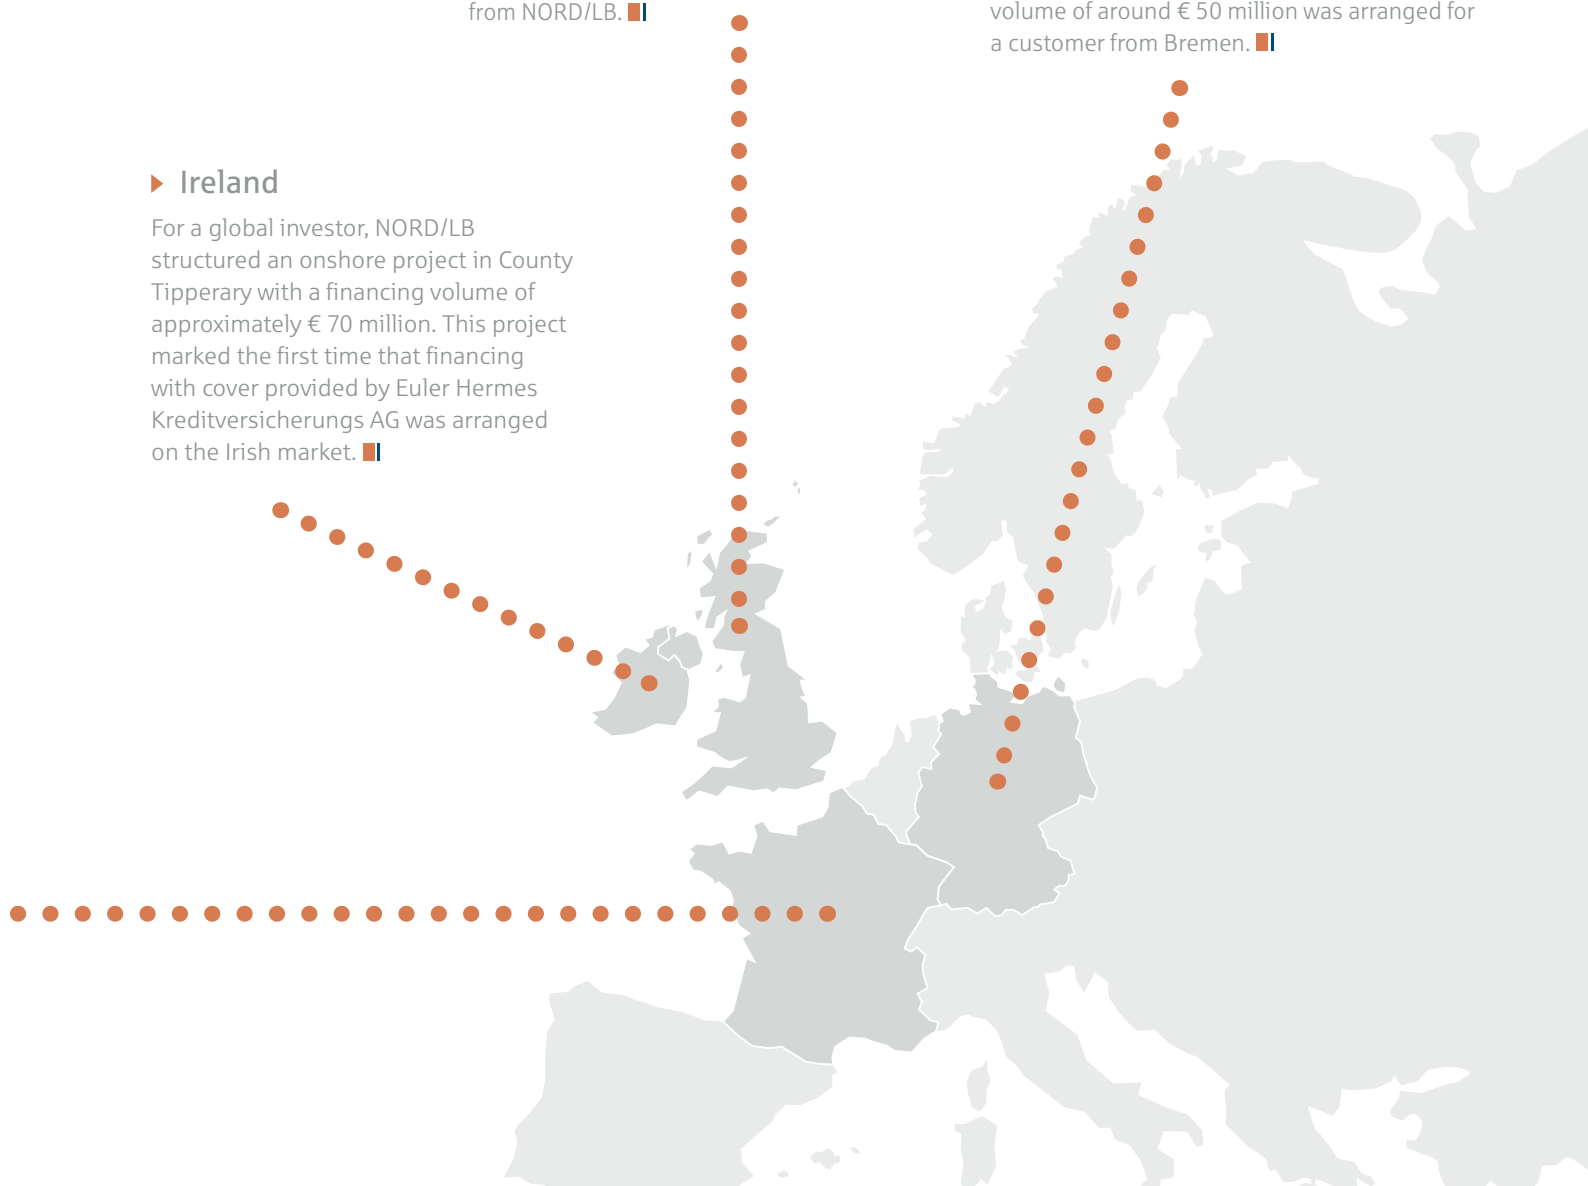 from NORD/LB.
volume of around € 50 million was arranged for
a customer from Bremen.
Ireland
For a global investor, NORD/LB
structured an onshore project in County
Tipperary with a financing volume of
approximately € 70 million. This project
marked the first time that financing
with cover provided by Euler Hermes
Kreditversicherungs AG was arranged
on the Irish market.